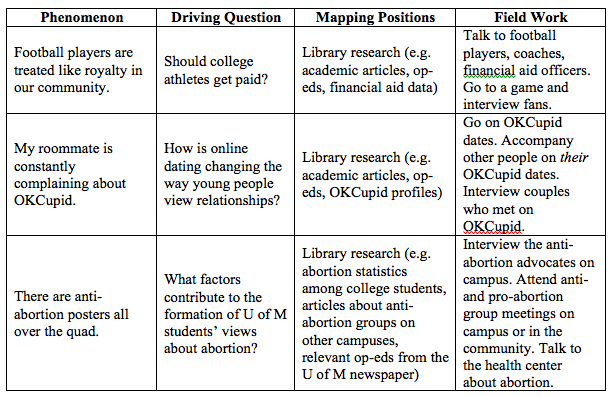 Phenomenon
Driving Question
Mapping Positions
Field Work
Football players are
treated like royalty in
our community.
Should college
athletes get paid?
Library research (e.g.
academic articles, op-
eds, financial aid data)
Talk to football
players, coaches,
financial aid officers.
Go to a game and
interview fans.
My roommate is
constantly
complaining about
OKCupid.
How is online
dating changing the
way young people
view relationships?
Library research (e.g.
academic articles, op-
eds, OKCupid profiles)
Go on OKCupid
dates. Accompany
other people on their
OKCupid dates.
Interview couples
who met on
OKCupid.
There are anti-
abortion posters all
over the quad.
What factors
contribute to the
formation of U of M
students’ views
about abortion?
Library research (e.g.
abortion statistics
among college students,
articles about anti-
abortion groups on
other campuses,
relevant op-eds from the
U of M newspaper)
Interview the anti-
abortion advocates on
campus. Attend anti-
and pro-abortion
group meetings on
campus or in the
community. Talk to
the health center
about abortion.